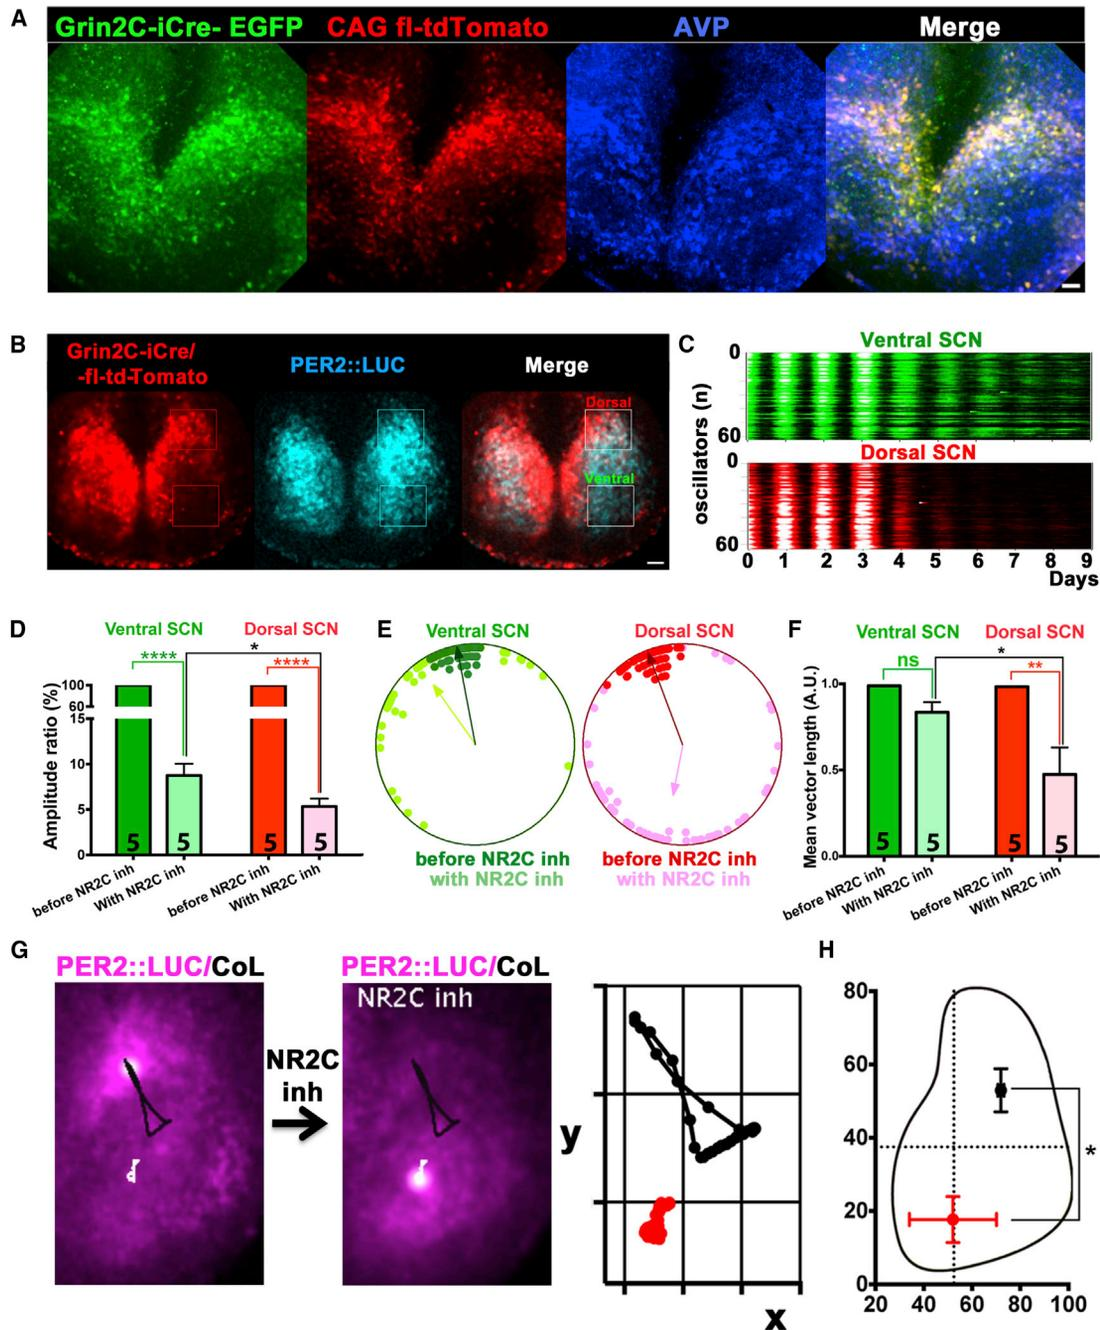 A
Grin2C-iCre- EGFP
CAG fl-tdTomato
AVP
Merge
B
Grin2C-iCre/
-fl-td-Tomato
PER2::LUC
Merge
Dorsal
Ventral
C
Ventral SCN
0
60
Dorsal SCN
0
60
oscillators (n)
0 1 2 3 4 5 6 7 8 9
Days
D
Ventral SCN
Dorsal SCN
****
*
****
Amplitude ratio (%)
100
60
15
10
5
0
5 5 5 5
before NR2C inh
With NR2C inh
before NR2C inh
With NR2C inh
E
Ventral SCN
Dorsal SCN
before NR2C inh
with NR2C inh
before NR2C inh
with NR2C inh
F
Ventral SCN
Dorsal SCN
ns
*
**
Mean vector length (A.U.)
1.0
0.5
0.0
5 5 5 5
before NR2C inh
With NR2C inh
before NR2C inh
With NR2C inh
G
PER2::LUC/CoL
NR2C
inh
PER2::LUC/CoL
NR2C inh
y
x
H
80
60
40
20
0
20 40 60 80 100
*